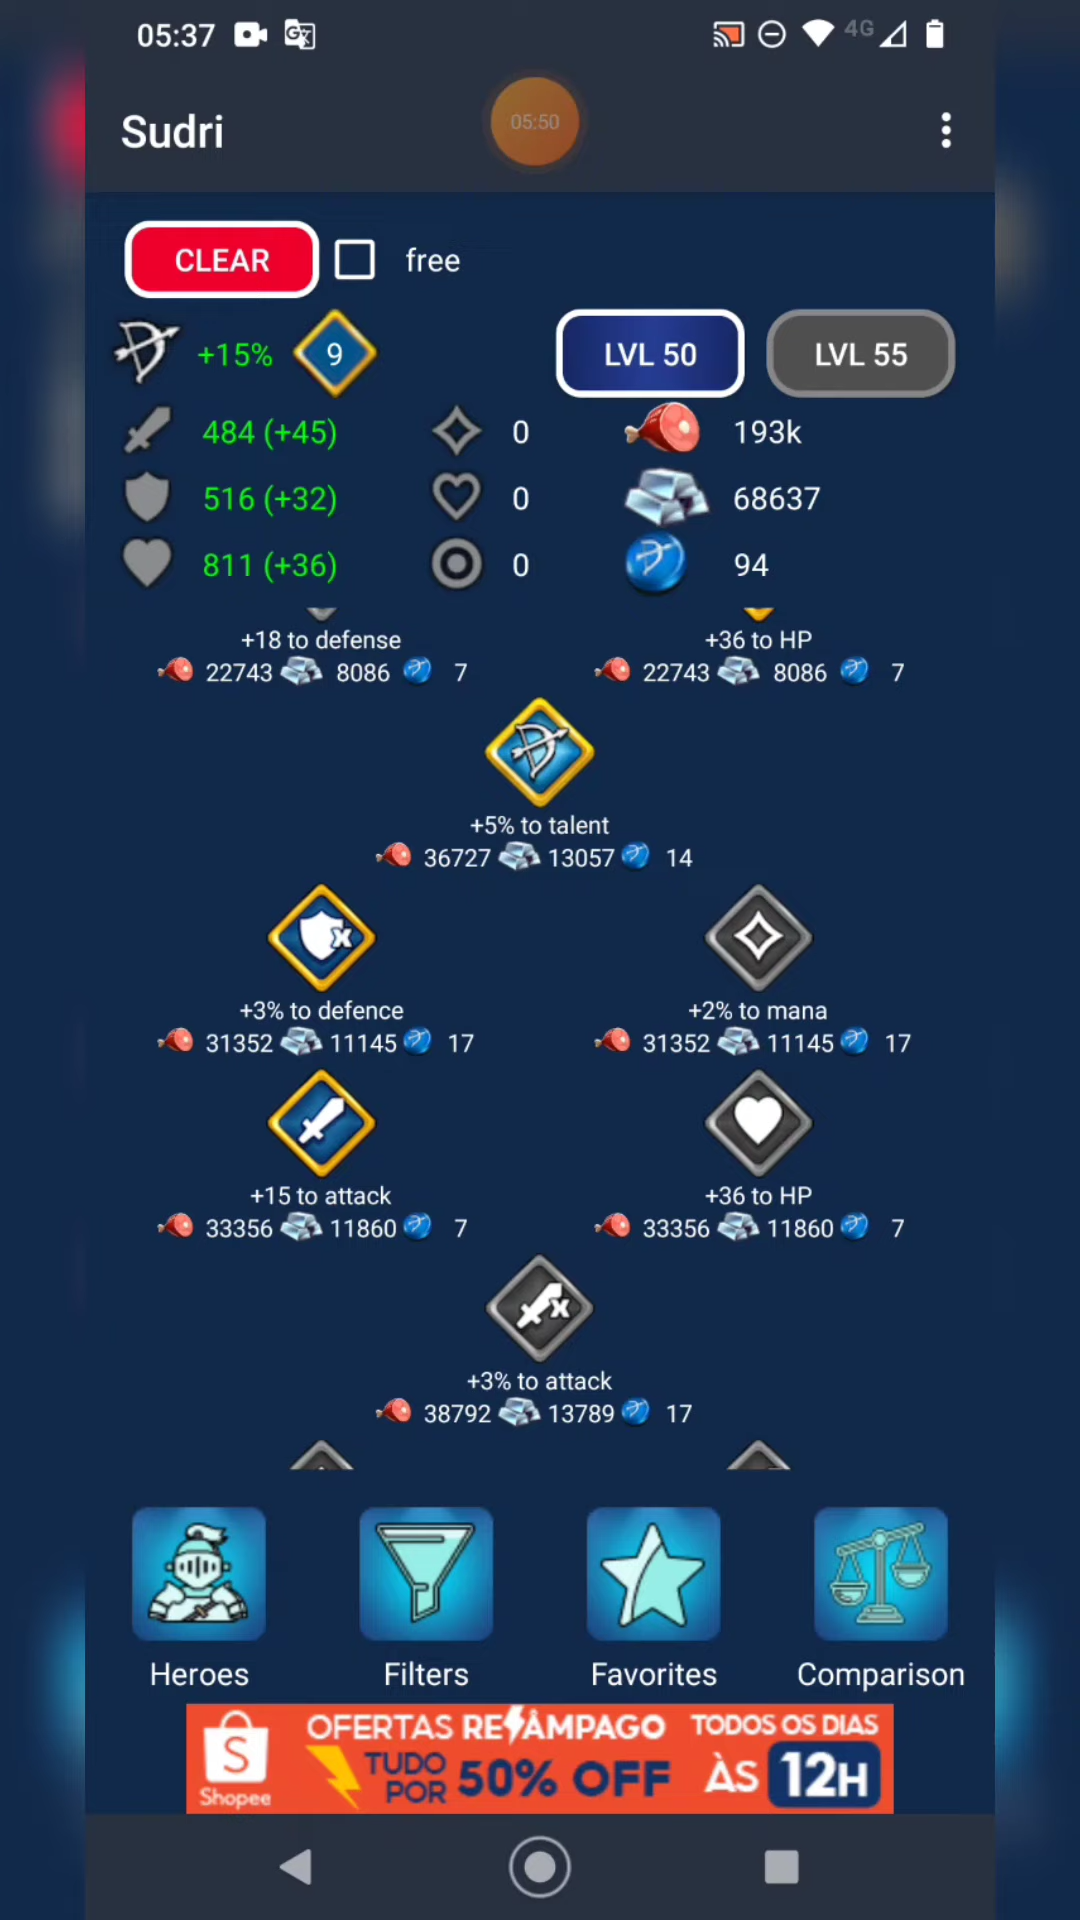 05:37
4G
Sudri
05:50
CLEAR
free
+15%
9
LVL 50
LVL 55
484 (+45)
0
193k
516 (+32)
0
68637
811 (+36)
0
94
+18 to defense
+36 to HP
22743 8086 7
22743 8086 7
+5% to talent
36727 13057 14
+3% to defence
+2% to mana
31352 11145 17
31352 11145 17
+15 to attack
+36 to HP
33356 11860 7
33356 11860 7
+3% to attack
38792 13789 17
Heroes
Filters
Favorites
Comparison
S
Shopee
OFERTAS RELÂMPAGO
TUDO
POR
50% OFF
TODOS OS DIAS
ÀS 12H